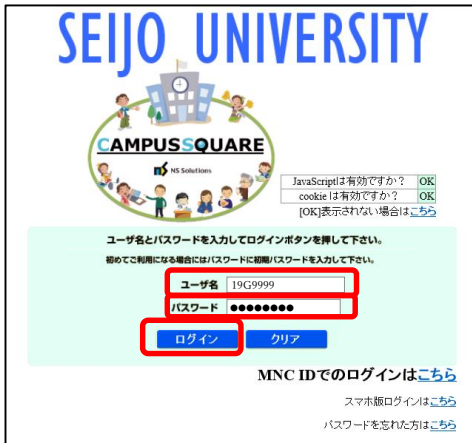 SEIJO UNIVERSITY
CAMPUSSQUARE
NS Solutions
JavaScriptは有効ですか？ OK
cookie は有効ですか？ OK
[OK]表示されない場合はこちら
ユーザ名とパスワードを入力してログインボタンを押して下さい。
初めてご利用になる場合にはパスワードに初期パスワードを入力して下さい。
ユーザ名 19G9999
パスワード ●●●●●●●●
ログイン クリア
MNC IDでのログインはこちら
スマホ版ログインはこちら
パスワードを忘れた方はこちら